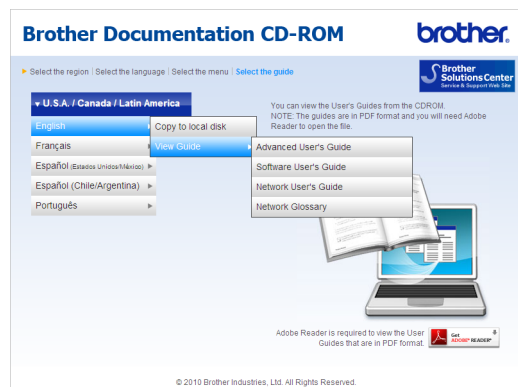 Brother Documentation CD-ROM
brother®
Select the region | Select the language | Select the menu | Select the guide
Brother
SolutionsCenter
Service & Support Web Site
U.S.A. / Canada / Latin America
You can view the User's Guides from the CDROM.
NOTE: The guides are in PDF format and you will need Adobe
Reader to open the file.
English
Copy to local disk
Français
View Guide
Advanced User's Guide
Español (Estados Unidos/México)
Software User's Guide
Español (Chile/Argentina)
Network User's Guide
Português
Network Glossary
Adobe Reader is required to view the User
Guides that are in PDF format.
Get
ADOBE® READER®
© 2010 Brother Industries, Ltd. All Rights Reserved.